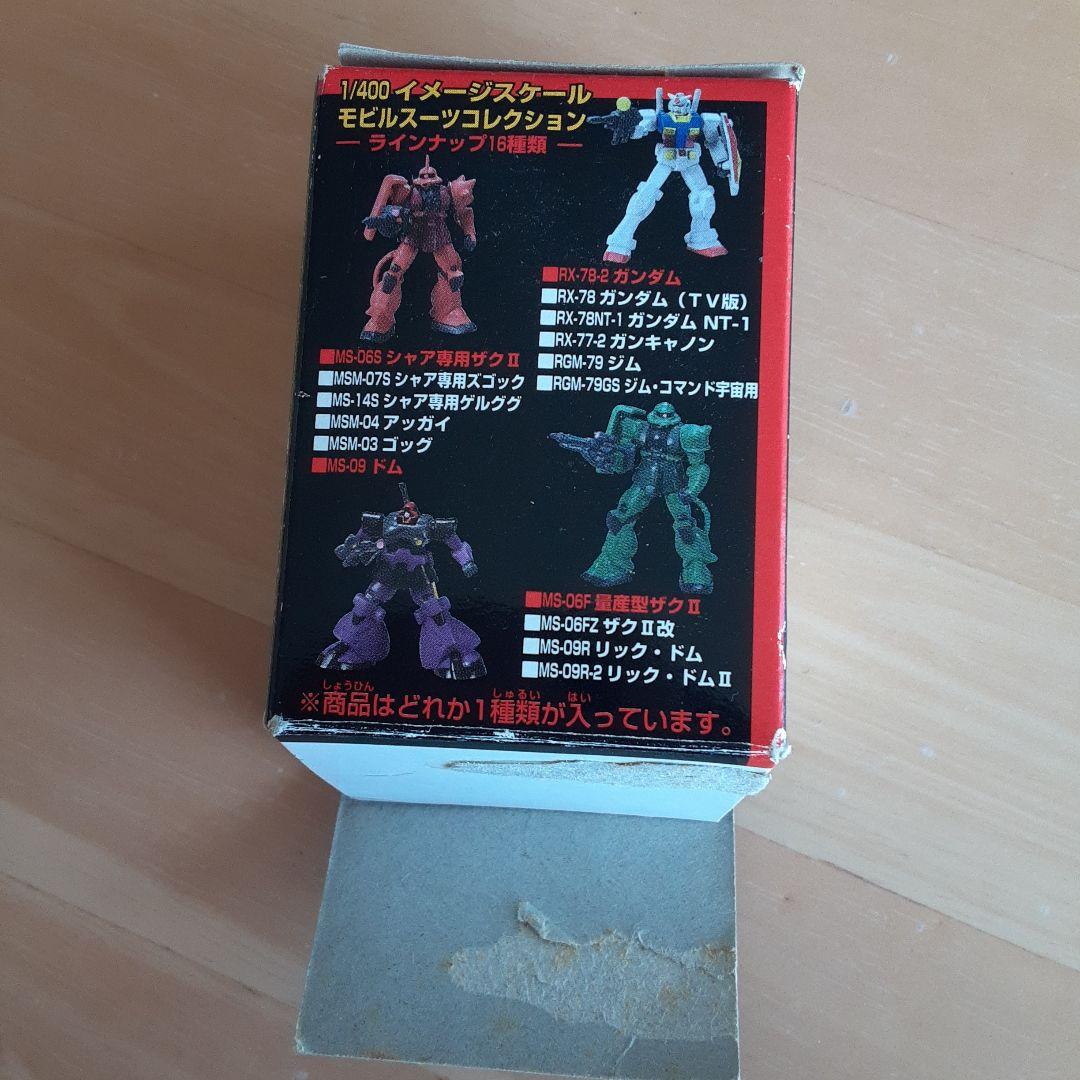 1/400 イメージスケール
モビルスーツコレクション
― ラインナップ16種類 ―
■RX-78-2 ガンダム
■RX-78 ガンダム（TV版）
■RX-78NT-1 ガンダム NT-1
■RX-77-2 ガンキャノン
■RGM-79 ジム
■RGM-79GS ジム・コマンド宇宙用
■MS-06S シャア専用ザクⅡ
■MSM-07S シャア専用ズゴック
■MS-14S シャア専用ゲルググ
■MSM-04 アッガイ
■MSM-03 ゴッグ
■MS-09 ドム
■MS-06F 量産型ザクⅡ
■MS-06FZ ザクⅡ改
■MS-09R リック・ドム
■MS-09R-2 リック・ドムⅡ
しょうひん しゅるい はい
※商品はどれか1種類が入っています。